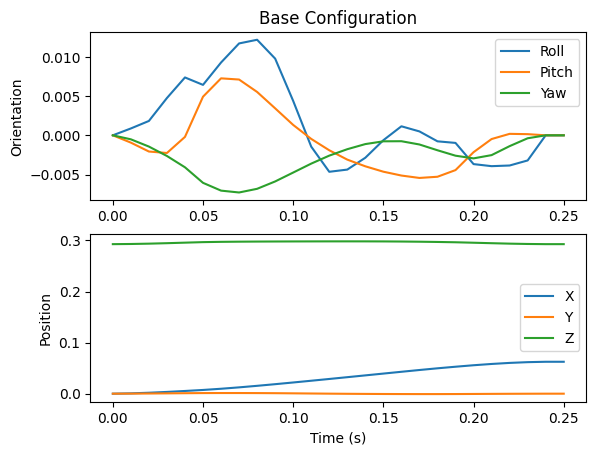 Base Configuration
Orientation
0.010
0.005
0.000
−0.005
Roll
Pitch
Yaw
0.00 0.05 0.10 0.15 0.20 0.25
Position
0.3
0.2
0.1
0.0
X
Y
Z
0.00 0.05 0.10 0.15 0.20 0.25
Time (s)